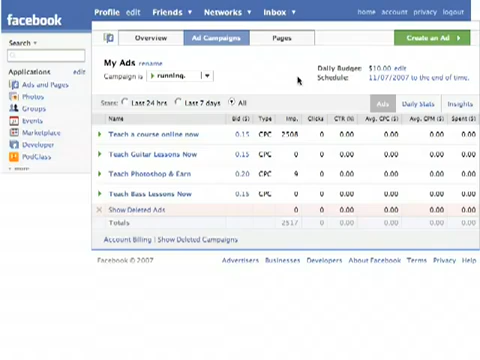 facebook
Profile edit Friends Networks Inbox home account privacy logout
Search
Applications edit
Ads and Pages
Photos
Groups
Events
Marketplace
Developer
PodClass
more
Overview Ad Campaigns Pages Create an Ad
My Ads rename
Campaign is running.
Daily Budget: $10.00 edit
Schedule: 11/07/2007 to the end of time.
Stats: Last 24 hrs Last 7 days All Ads Daily Stats Insights
Name Bid ($) Type Imp. Clicks CTR (%) Avg. CPC ($) Avg. CPM ($) Spent ($)
Teach a course online now 0.15 CPC 2508 0 0.00 0.00 0.00 0.00
Teach Guitar Lessons Now 0.15 CPC 0 0 0.00 0.00 0.00 0.00
Teach Photoshop & Earn 0.20 CPC 9 0 0.00 0.00 0.00 0.00
Teach Bass Lessons Now 0.15 CPC 0 0 0.00 0.00 0.00 0.00
Show Deleted Ads 0 0 0.00 0.00 0.00 0.00
Totals 2517 0 0.00 0.00 0.00 0.00
Account Billing | Show Deleted Campaigns
Facebook © 2007 Advertisers Businesses Developers About Facebook Terms Privacy Help